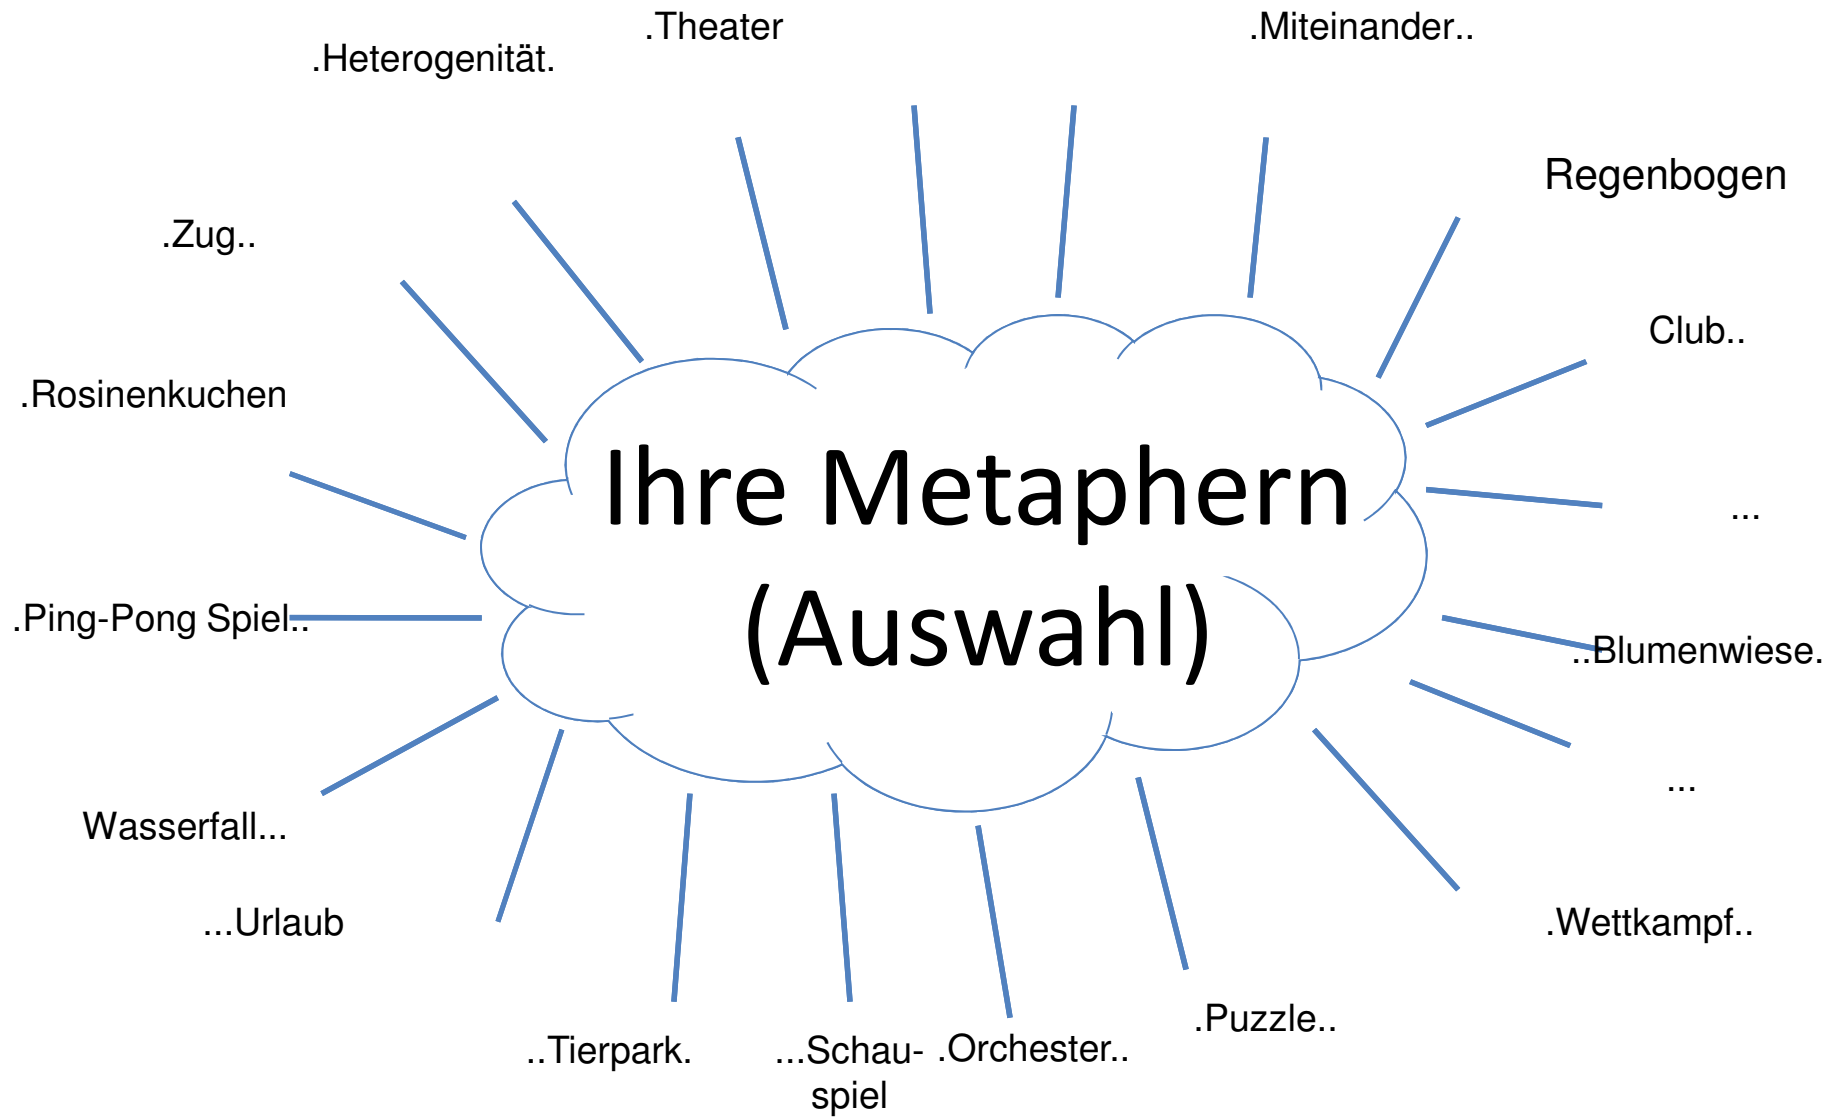 .Theater
.Miteinander..
.Heterogenität.
Regenbogen
.Zug..
Club..
.Rosinenkuchen
Ihre Metaphern
...
(Auswahl)
.Ping-Pong Spiel..
..Blumenwiese.
...
Wasserfall...
...Urlaub
.Wettkampf..
.Puzzle..
..Tierpark.
...Schau-
spiel
.Orchester..